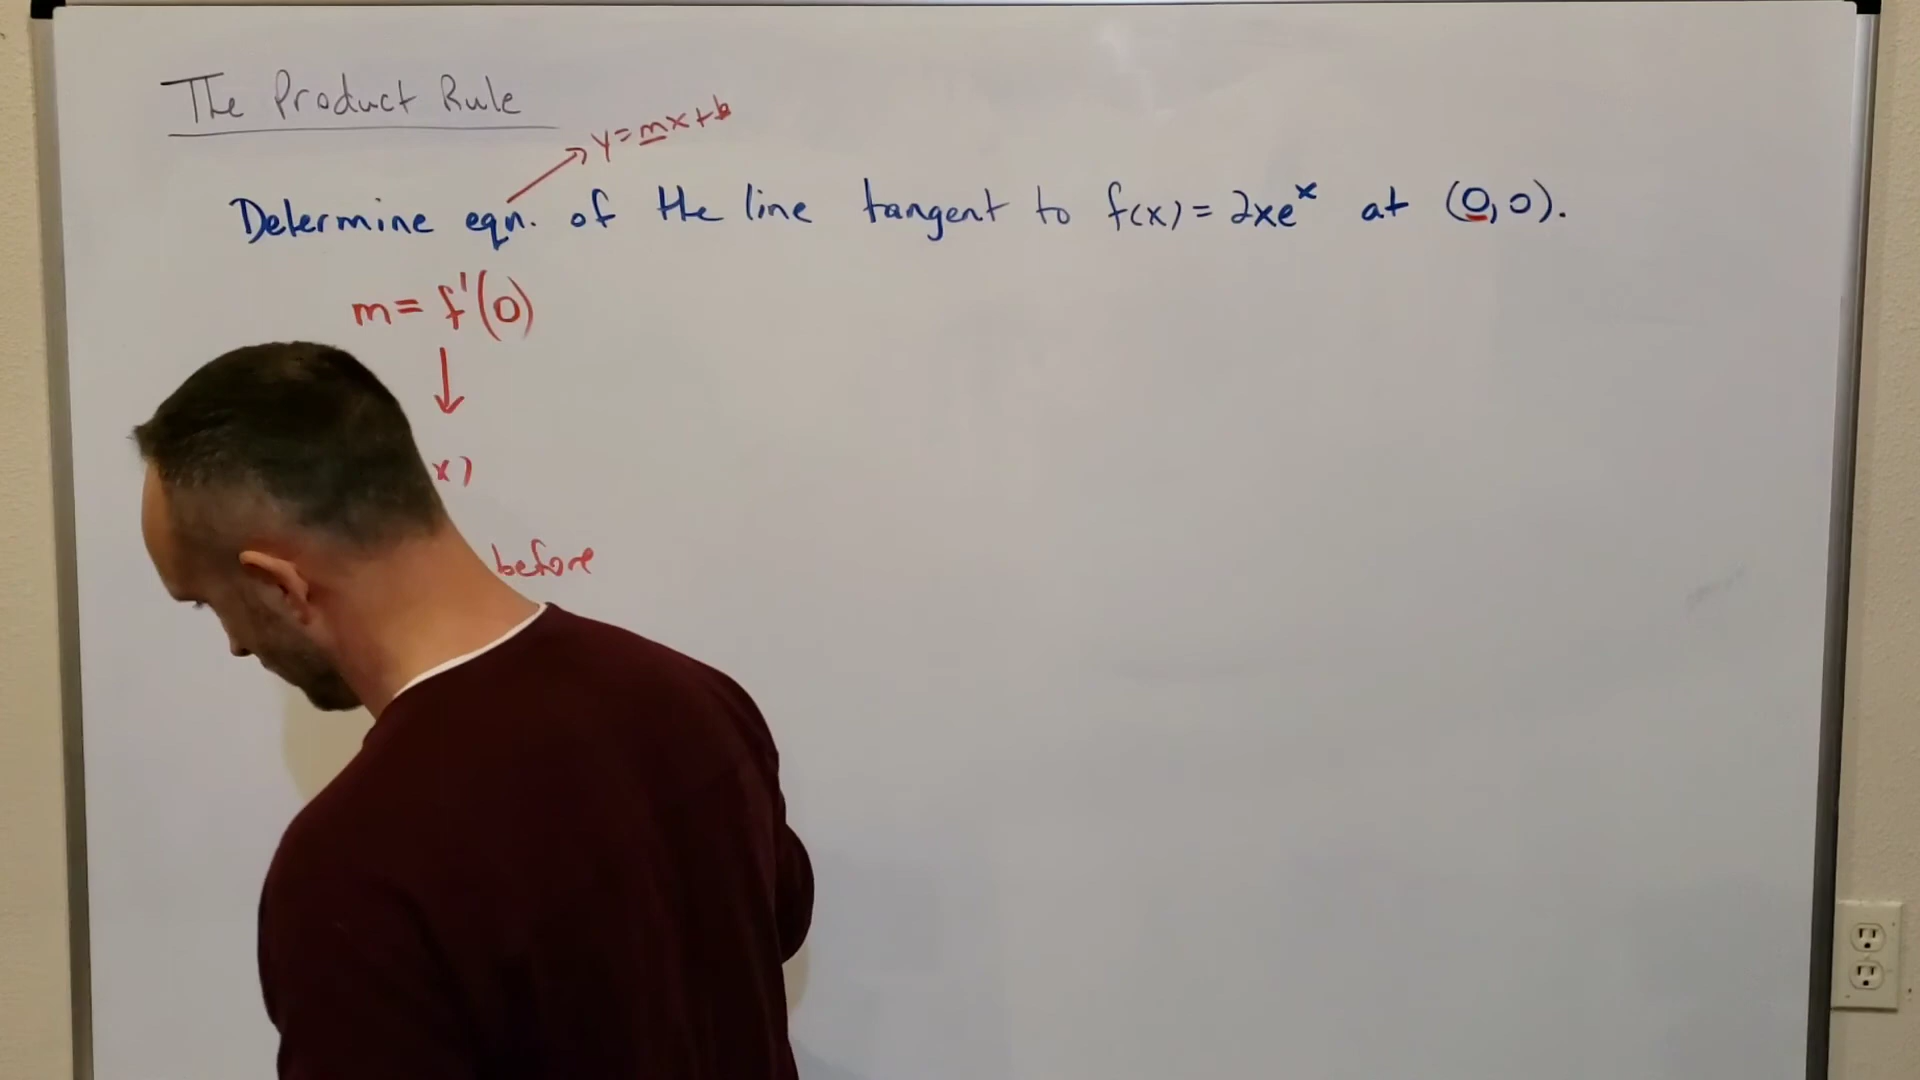 The Product Rule
y=mx+b
Determine eqn. of the line tangent to f(x) = 2xe^x at (0,0).
m= f'(0)
↓
x)
before